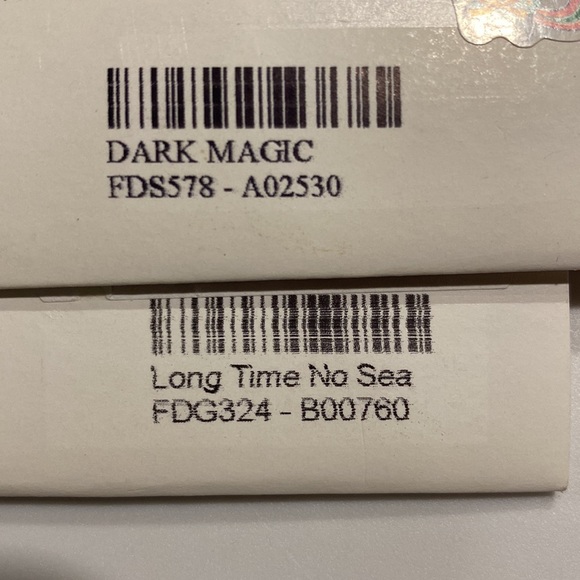 DARK MAGIC
FDS578 - A02530
Long Time No Sea
FDG324 - B00760